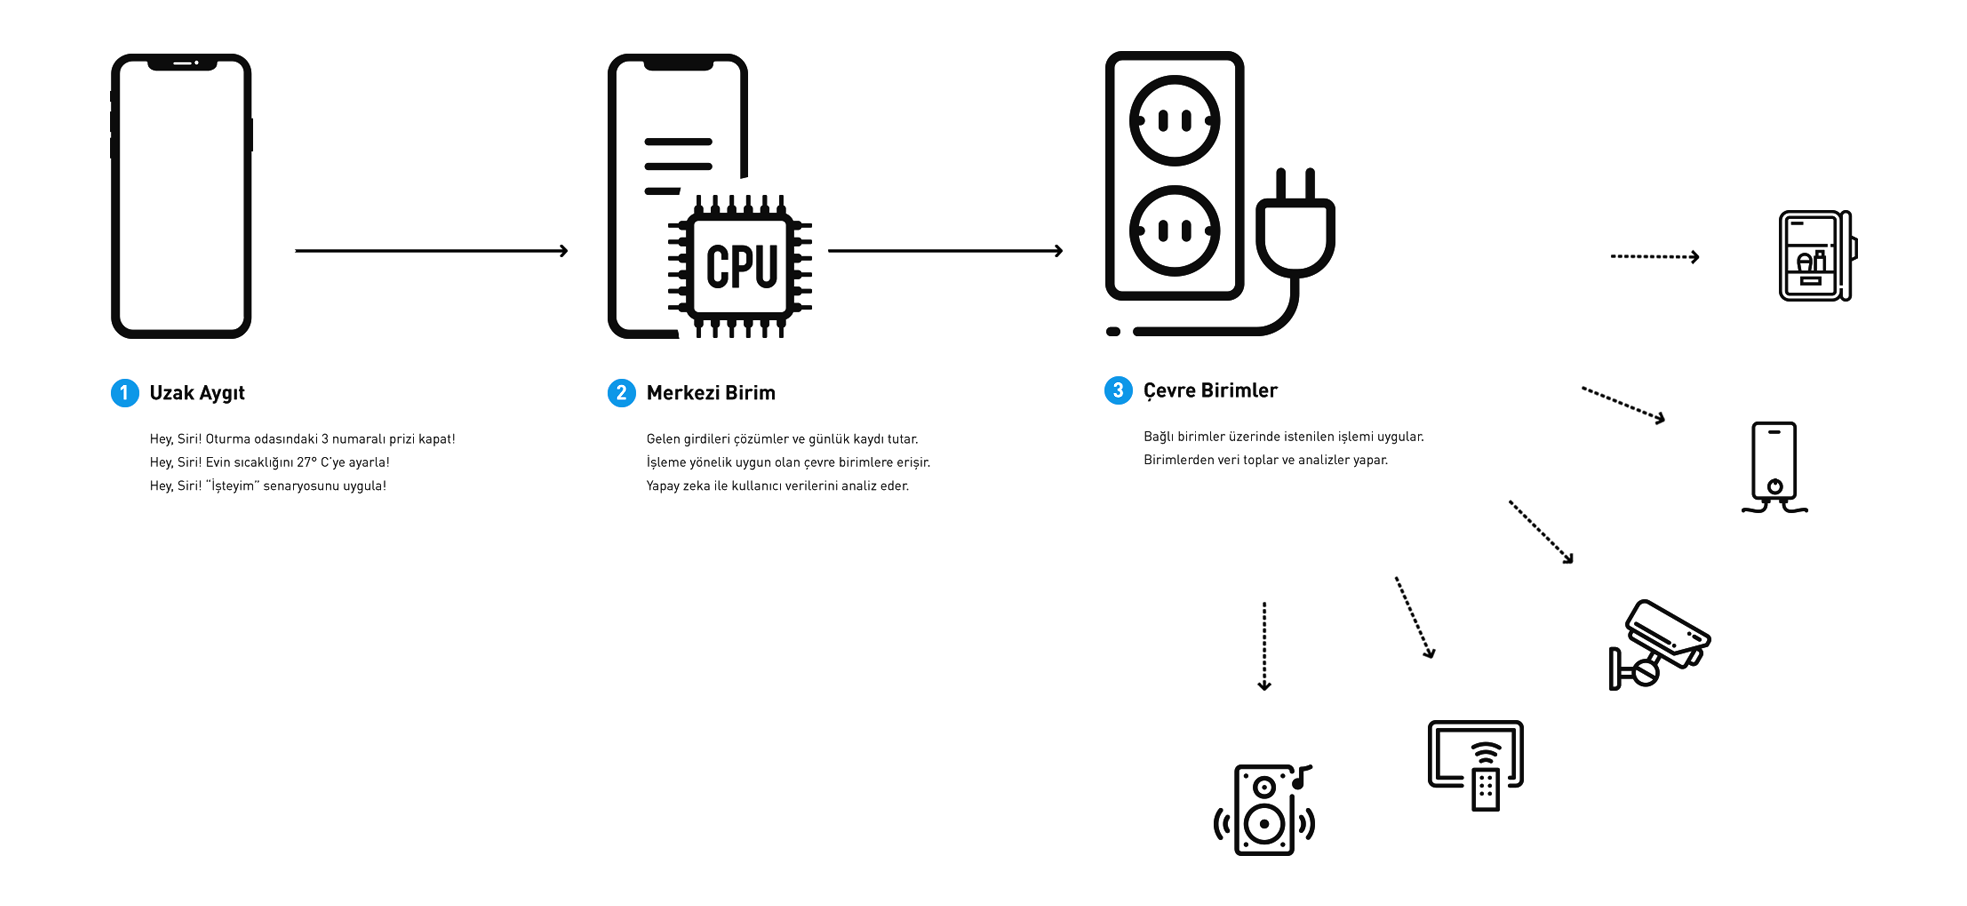 CPU
1 Uzak Aygıt
Hey, Siri! Oturma odasındaki 3 numaralı prizi kapat!
Hey, Siri! Evin sıcaklığını 27° C'ye ayarla!
Hey, Siri! “İşteyim” senaryosunu uygula!
2 Merkezi Birim
Gelen girdileri çözümler ve günlük kaydı tutar.
İşleme yönelik uygun olan çevre birimlere erişir.
Yapay zeka ile kullanıcı verilerini analiz eder.
3 Çevre Birimler
Bağlı birimler üzerinde istenilen işlemi uygular.
Birimlerden veri toplar ve analizler yapar.